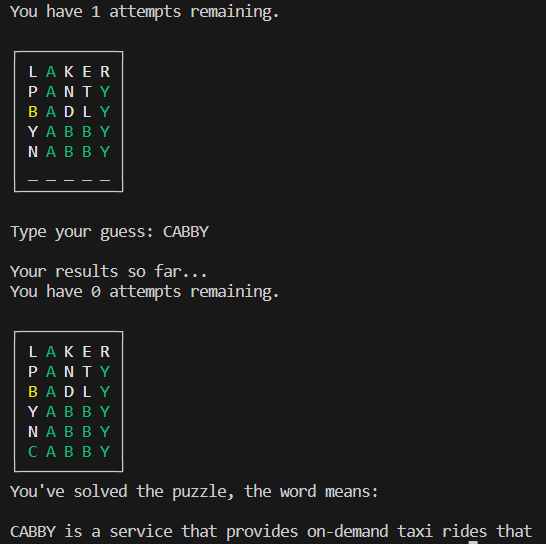 You have 1 attempts remaining.
L A K E R
P A N T Y
B A D L Y
Y A B B Y
N A B B Y
_ _ _ _ _
Type your guess: CABBY
Your results so far...
You have 0 attempts remaining.
L A K E R
P A N T Y
B A D L Y
Y A B B Y
N A B B Y
C A B B Y
You've solved the puzzle, the word means:
CABBY is a service that provides on-demand taxi rides that